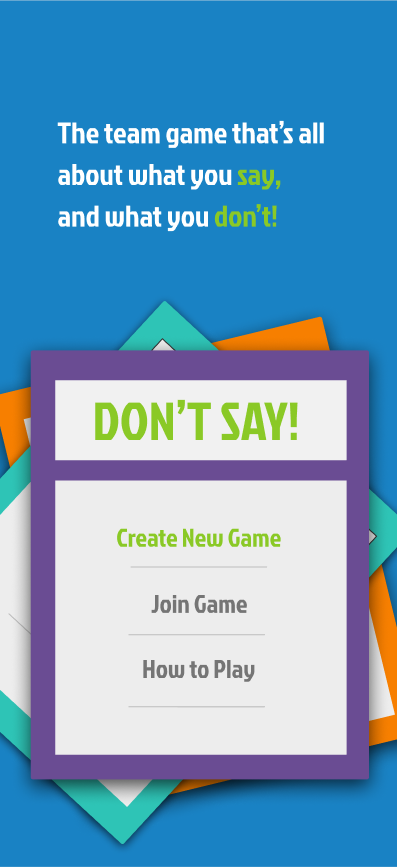 The team game that's all
about what you say,
and what you don't!
DON'T SAY!
Create New Game
Join Game
How to Play